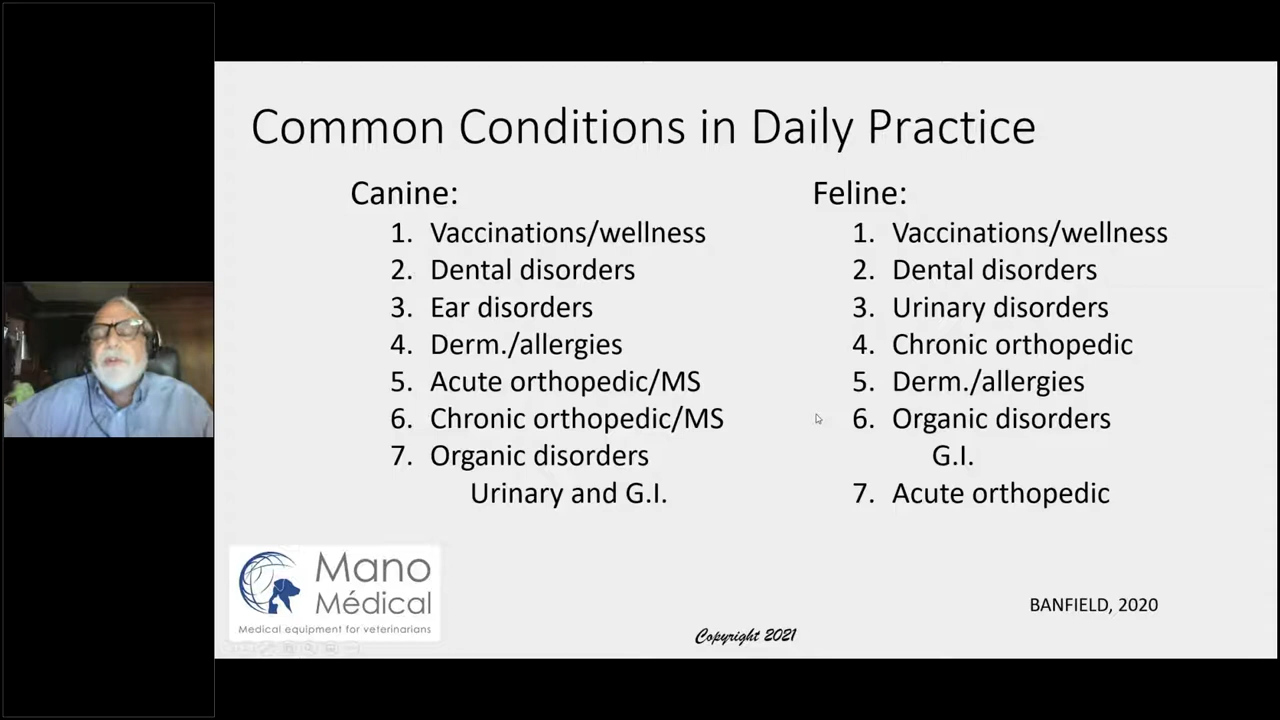 Common Conditions in Daily Practice
Canine:
1. Vaccinations/wellness
2. Dental disorders
3. Ear disorders
4. Derm./allergies
5. Acute orthopedic/MS
6. Chronic orthopedic/MS
7. Organic disorders
Urinary and G.I.
Feline:
1. Vaccinations/wellness
2. Dental disorders
3. Urinary disorders
4. Chronic orthopedic
5. Derm./allergies
6. Organic disorders
G.I.
7. Acute orthopedic
Mano
Médical
Medical equipment for veterinarians
BANFIELD, 2020
Copyright 2021